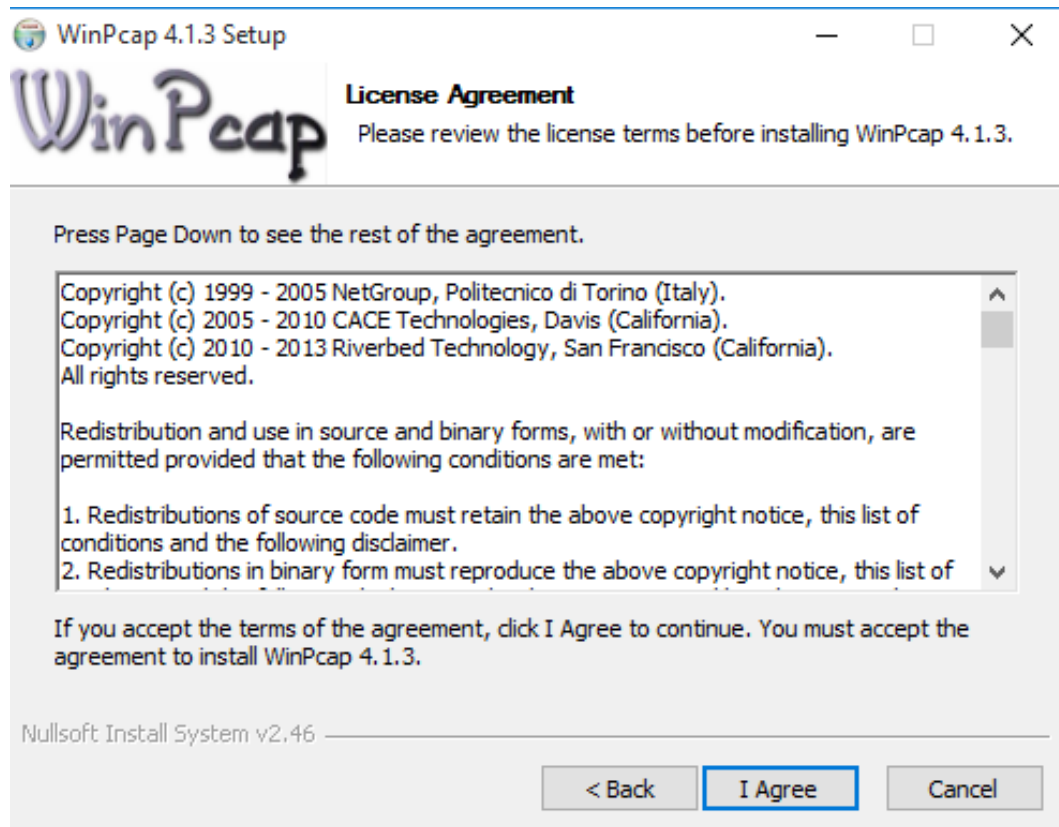 WinPcap 4.1.3 Setup
WinPcap
License Agreement
Please review the license terms before installing WinPcap 4.1.3.
Press Page Down to see the rest of the agreement.
Copyright (c) 1999 - 2005 NetGroup, Politecnico di Torino (Italy).
Copyright (c) 2005 - 2010 CACE Technologies, Davis (California).
Copyright (c) 2010 - 2013 Riverbed Technology, San Francisco (California).
All rights reserved.
Redistribution and use in source and binary forms, with or without modification, are
permitted provided that the following conditions are met:
1. Redistributions of source code must retain the above copyright notice, this list of
conditions and the following disclaimer.
2. Redistributions in binary form must reproduce the above copyright notice, this list of
If you accept the terms of the agreement, click I Agree to continue. You must accept the
agreement to install WinPcap 4.1.3.
Nullsoft Install System v2.46
< Back
I Agree
Cancel